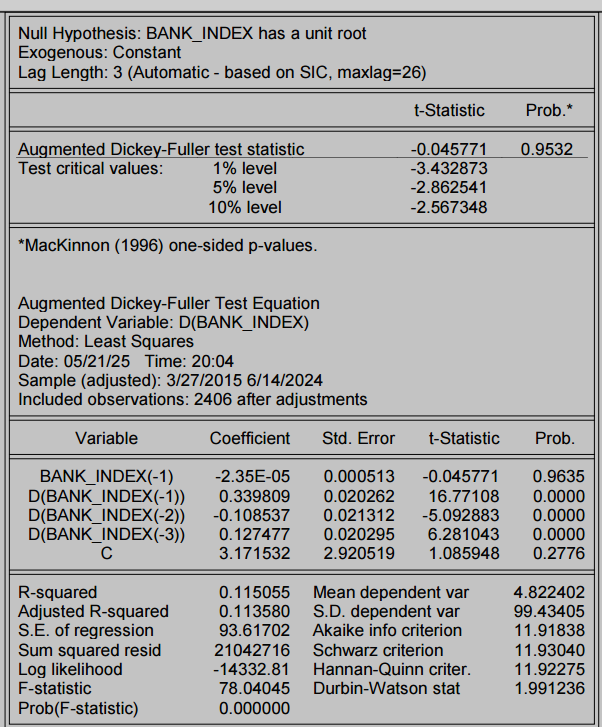 Null Hypothesis: BANK_INDEX has a unit root
Exogenous: Constant
Lag Length: 3 (Automatic - based on SIC, maxlag=26)
t-Statistic Prob.*
Augmented Dickey-Fuller test statistic -0.045771 0.9532
Test critical values: 1% level -3.432873
5% level -2.862541
10% level -2.567348
*MacKinnon (1996) one-sided p-values.
Augmented Dickey-Fuller Test Equation
Dependent Variable: D(BANK_INDEX)
Method: Least Squares
Date: 05/21/25 Time: 20:04
Sample (adjusted): 3/27/2015 6/14/2024
Included observations: 2406 after adjustments
Variable Coefficient Std. Error t-Statistic Prob.
BANK_INDEX(-1) -2.35E-05 0.000513 -0.045771 0.9635
D(BANK_INDEX(-1)) 0.339809 0.020262 16.77108 0.0000
D(BANK_INDEX(-2)) -0.108537 0.021312 -5.092883 0.0000
D(BANK_INDEX(-3)) 0.127477 0.020295 6.281043 0.0000
C 3.171532 2.920519 1.085948 0.2776
R-squared 0.115055 Mean dependent var 4.822402
Adjusted R-squared 0.113580 S.D. dependent var 99.43405
S.E. of regression 93.61702 Akaike info criterion 11.91838
Sum squared resid 21042716 Schwarz criterion 11.93040
Log likelihood -14332.81 Hannan-Quinn criter. 11.92275
F-statistic 78.04045 Durbin-Watson stat 1.991236
Prob(F-statistic) 0.000000